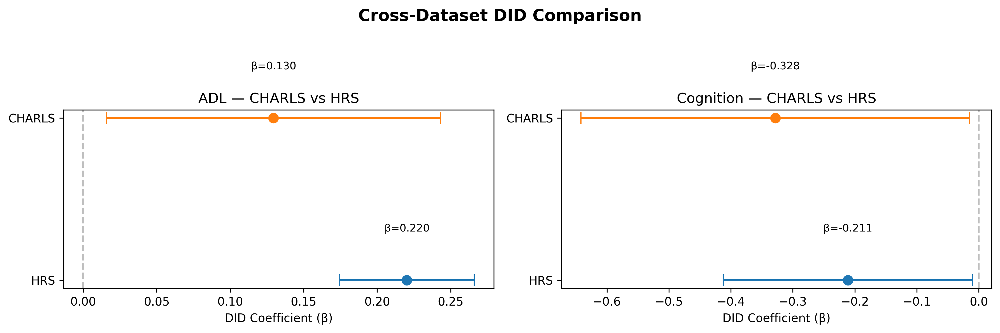 Cross-Dataset DID Comparison
β=0.130
ADL — CHARLS vs HRS
CHARLS
β=0.220
HRS
0.00 0.05 0.10 0.15 0.20 0.25
DID Coefficient (β)
β=-0.328
Cognition — CHARLS vs HRS
CHARLS
β=-0.211
HRS
−0.6 −0.5 −0.4 −0.3 −0.2 −0.1 0.0
DID Coefficient (β)